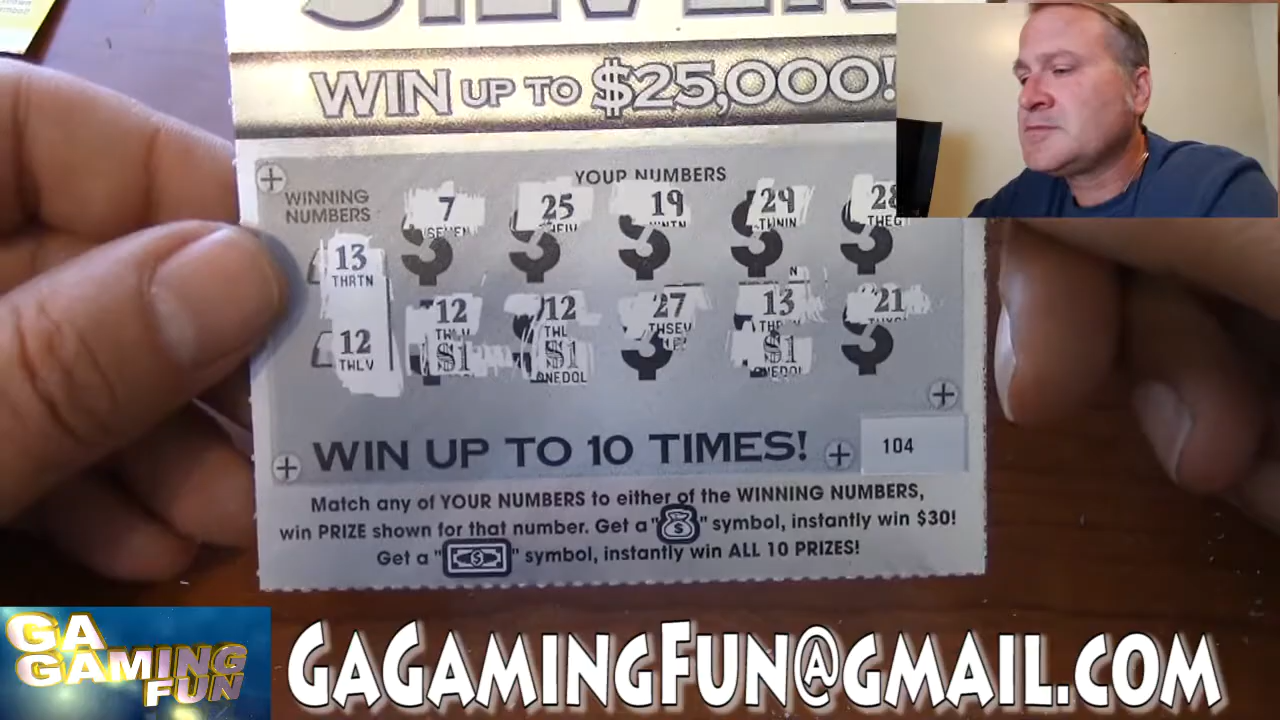 WIN UP TO $25,000!
YOUR NUMBERS
WINNING NUMBERS
7 25 19 29 28
13
THRTN
12 12 27 13 21
12
TWLV
$1 $1 $1
ONEDOL
WIN UP TO 10 TIMES!
104
Match any of YOUR NUMBERS to either of the WINNING NUMBERS,
win PRIZE shown for that number. Get a "$" symbol, instantly win $30!
Get a "$" symbol, instantly win ALL 10 PRIZES!
GA
GAMING
FUN
GAGAMINGFUN@GMAIL.COM